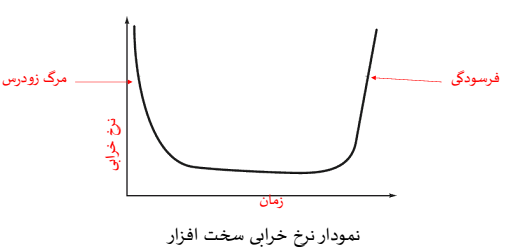 فرسودگی
مرگ زودرس
نرخ خرابی
زمان
نمودار نرخ خرابی سخت افزار